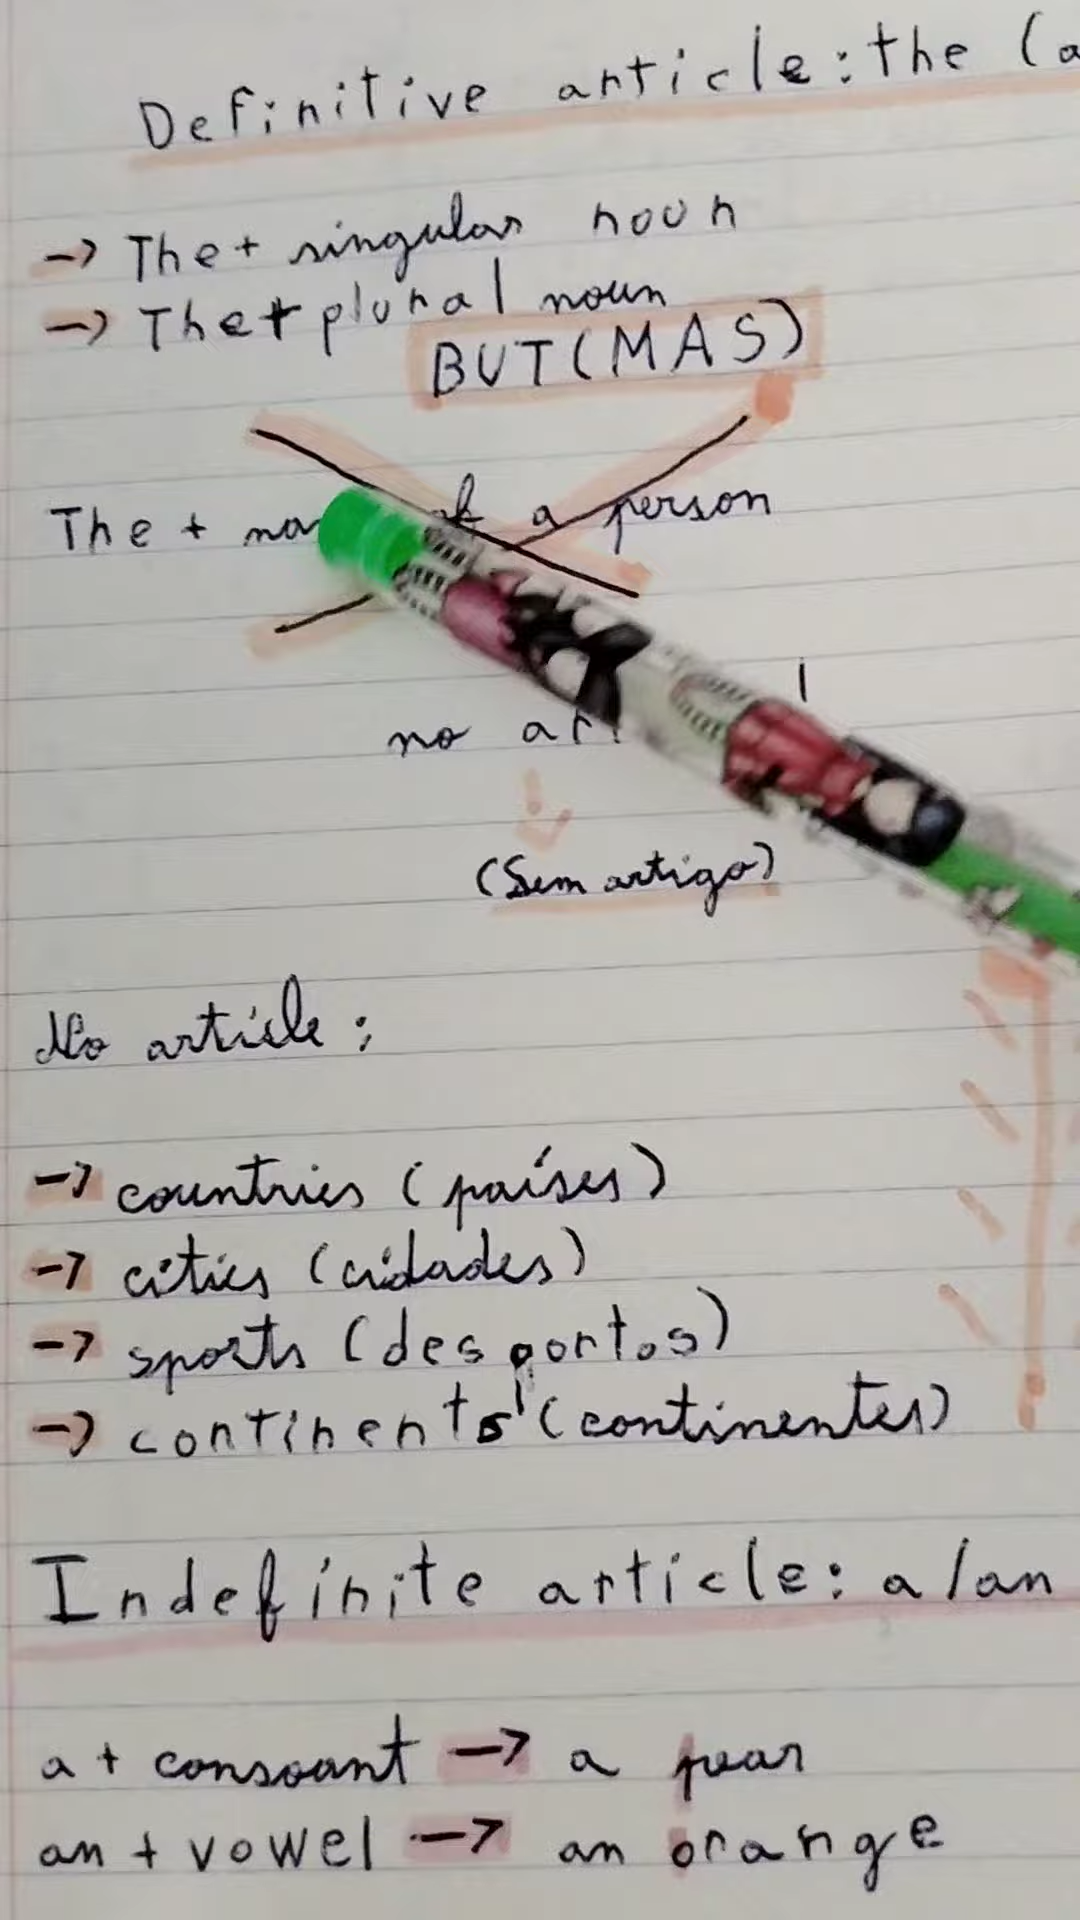 Definitive article: the (a
→ The + singular noun
→ The + plural noun
BUT (MAS)
The + of a person
no
(Sem artigo)
No article:
→ countries (países)
→ cities (cidades)
→ sports (desportos)
→ continents (continentes)
Indefinite article: a/an
a + consoant → a pear
an + vowel → an orange